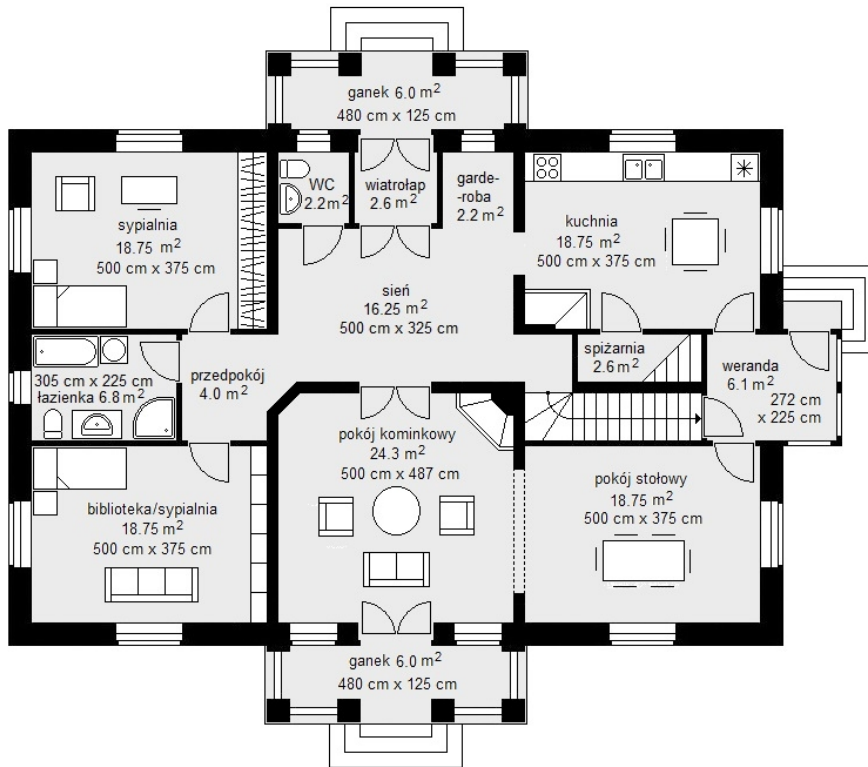 ganek 6.0 m²
480 cm x 125 cm
WC
2.2m²
wiatrołap
2.6 m²
garde-
-roba
2.2 m²
sypialnia
18.75 m²
500 cm x 375 cm
kuchnia
18.75 m²
500 cm x 375 cm
sień
16.25 m²
500 cm x 325 cm
305 cm x 225 cm
łazienka 6.8 m²
przedpokój
4.0 m²
spiżarnia
2.6 m²
weranda
6.1 m²
272 cm
x 225 cm
pokój kominkowy
24.3 m²
500 cm x 487 cm
biblioteka/sypialnia
18.75 m²
500 cm x 375 cm
pokój stołowy
18.75 m²
500 cm x 375 cm
ganek 6.0 m²
480 cm x 125 cm